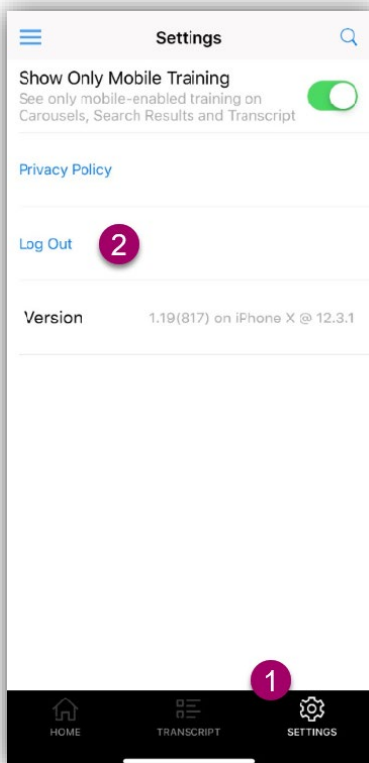 Settings
Show Only Mobile Training
See only mobile-enabled training on
Carousels, Search Results and Transcript
Privacy Policy
Log Out 2
Version 1.19(817) on iPhone X @ 12.3.1
1
HOME TRANSCRIPT SETTINGS